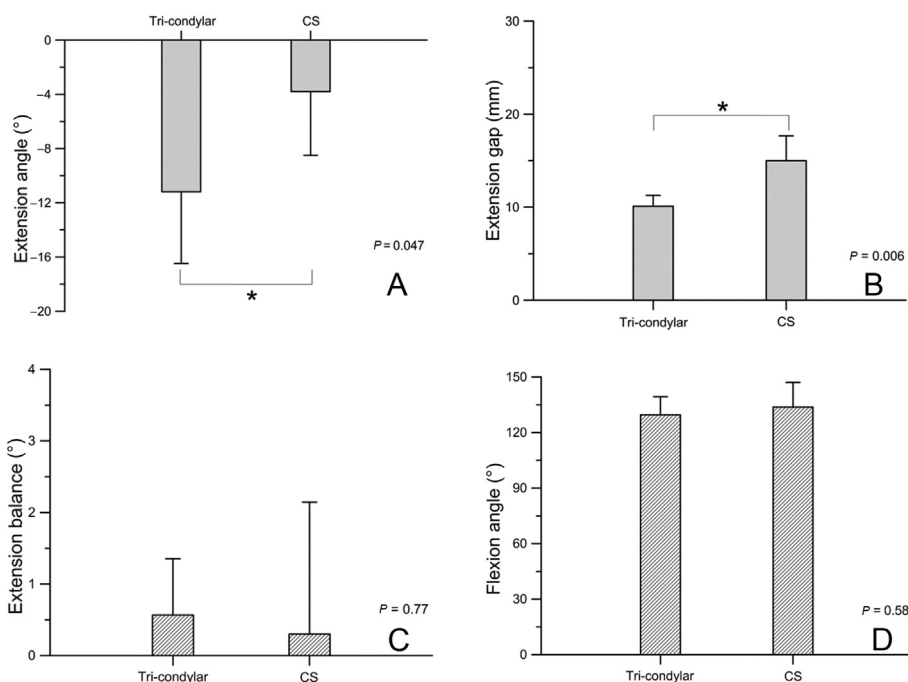 Tri-condylar CS
0
−4
−8
−12
−16
−20
Extension angle (°)
P = 0.047
*
A
30
20
10
0
Extension gap (mm)
*
P = 0.006
B
Tri-condylar CS
4
3
2
1
0
Extension balance (°)
P = 0.77
C
Tri-condylar CS
150
120
90
60
30
0
Flexion angle (°)
P = 0.58
D
Tri-condylar CS